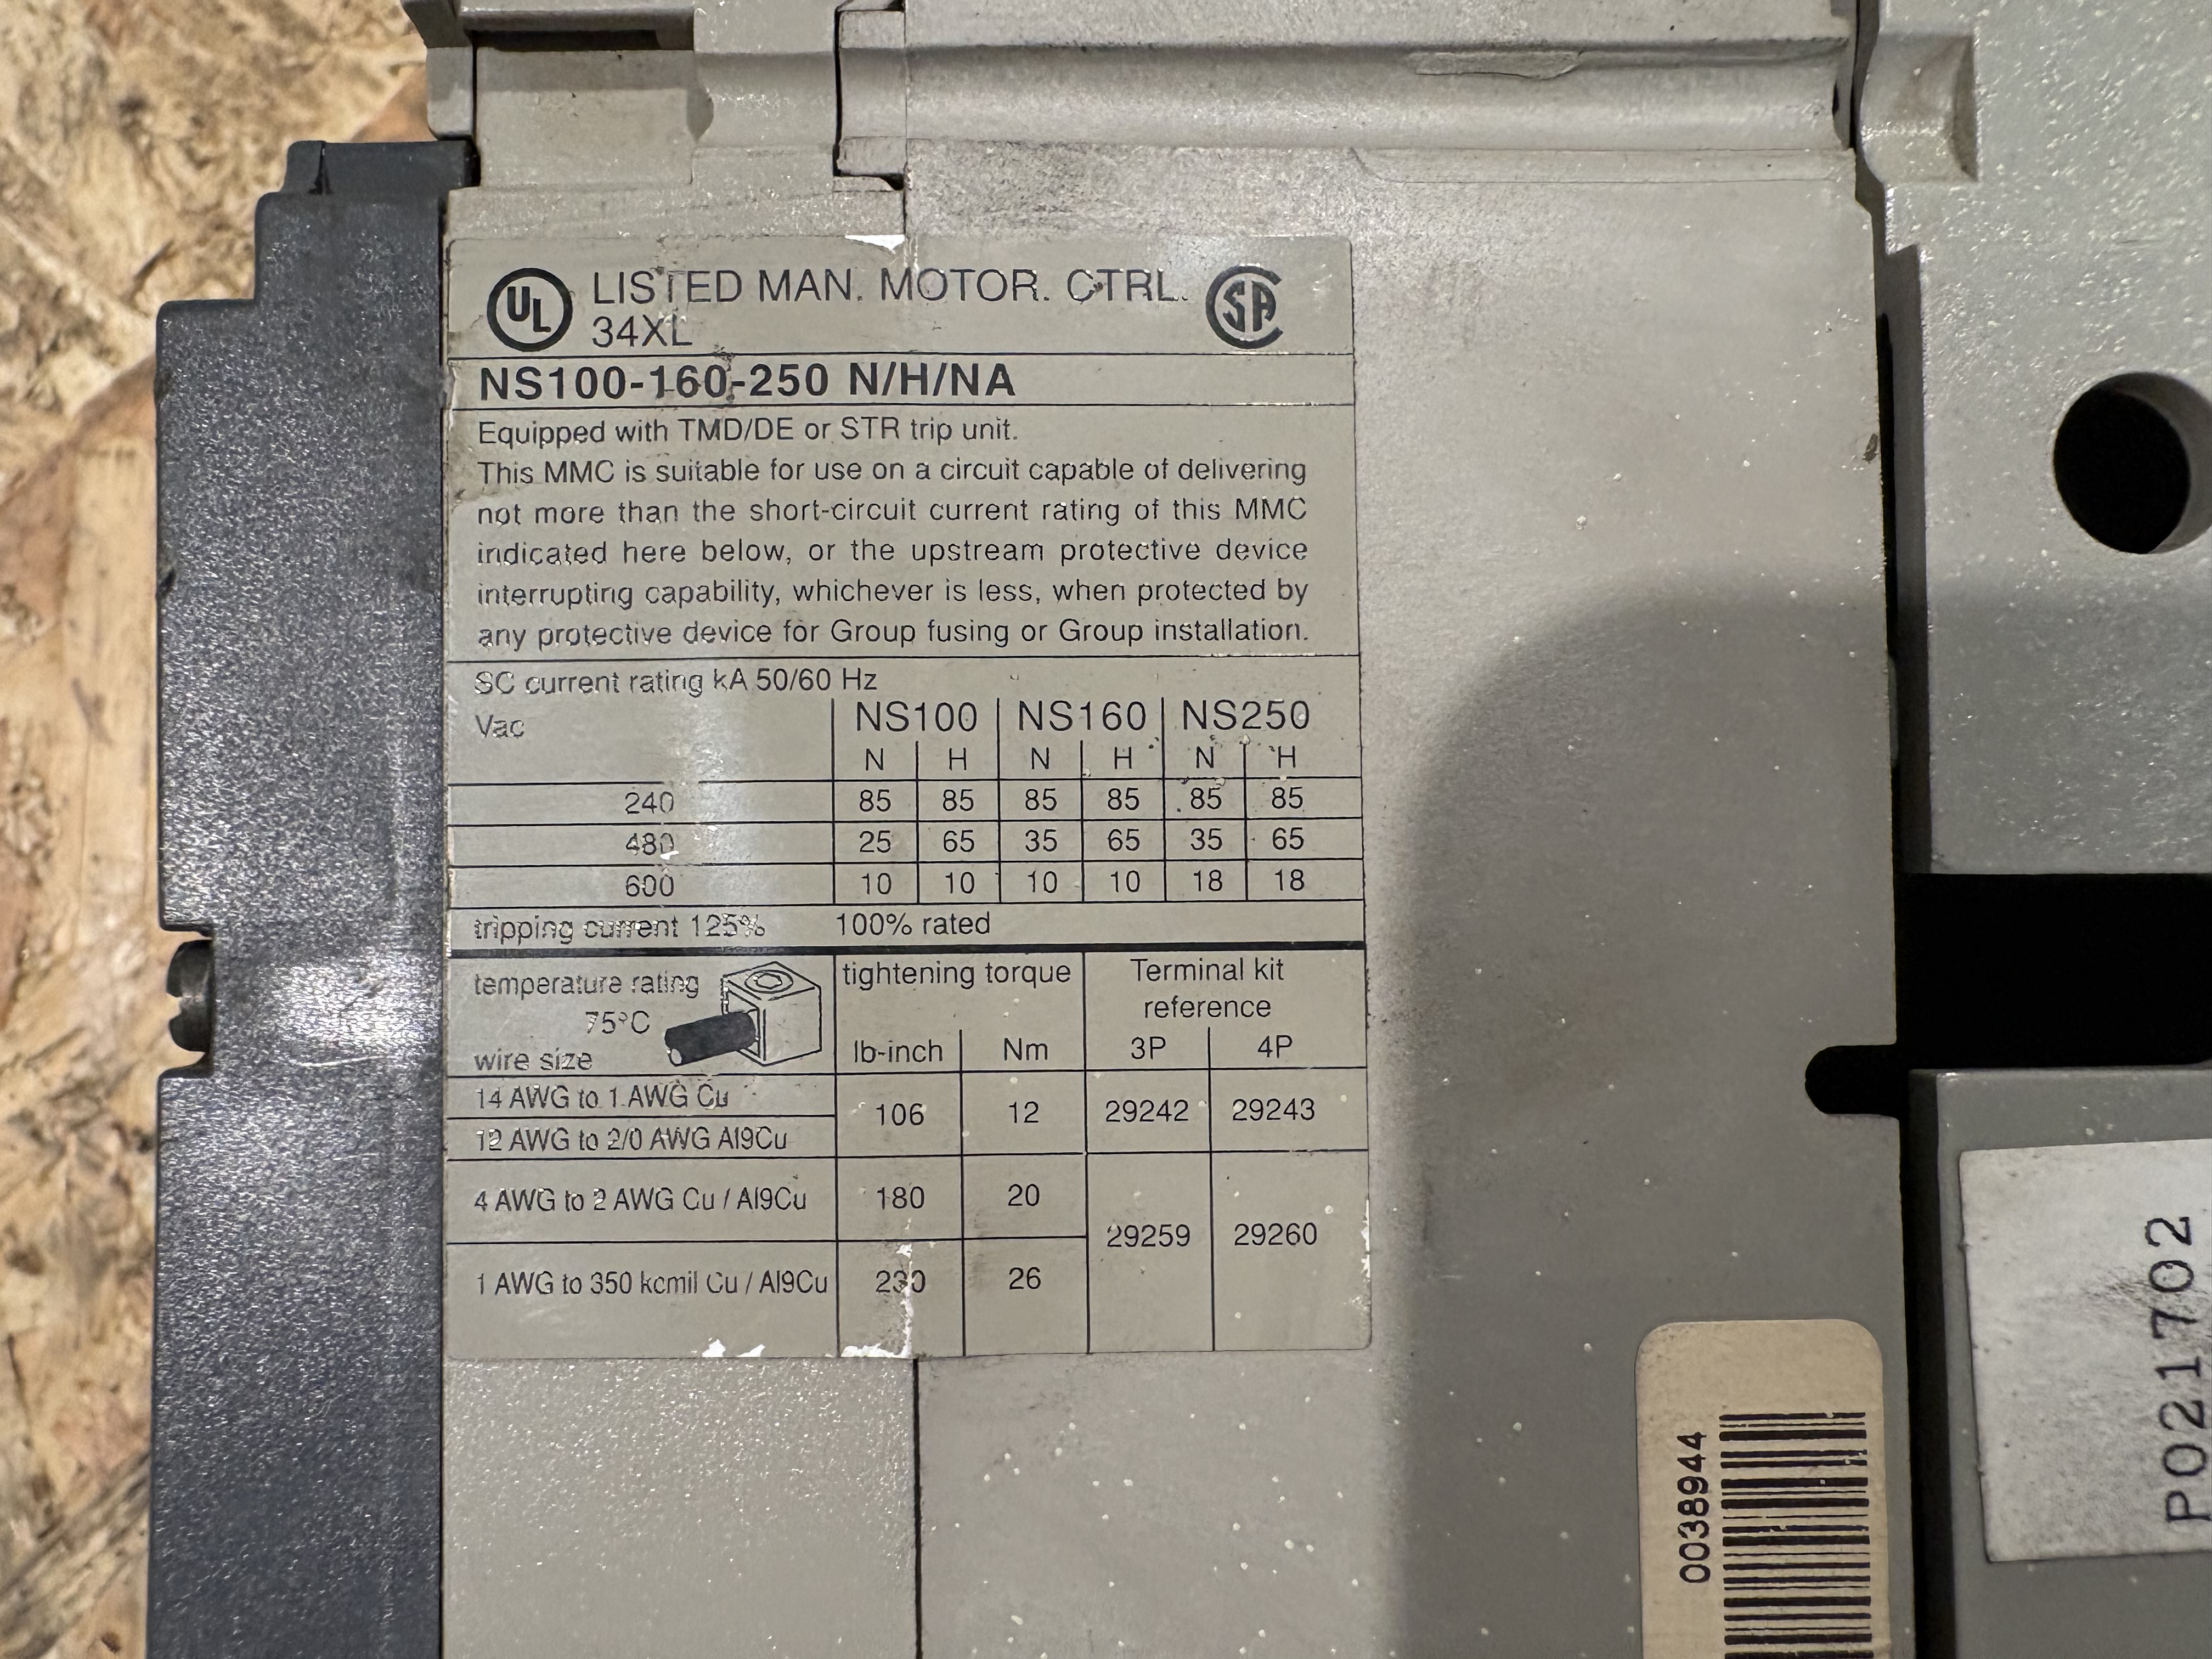 UL LISTED MAN. MOTOR. CTRL. SA
34XL
NS100-160-250 N/H/NA
Equipped with TMD/DE or STR trip unit.
This MMC is suitable for use on a circuit capable of delivering
not more than the short-circuit current rating of this MMC
indicated here below, or the upstream protective device
interrupting capability, whichever is less, when protected by
any protective device for Group fusing or Group installation.
SC current rating kA 50/60 Hz
Vac NS100 NS160 NS250
N H N H N H
240 85 85 85 85 85 85
480 25 65 35 65 35 65
600 10 10 10 10 18 18
tripping current 125% 100% rated
temperature rating tightening torque Terminal kit
75°C reference
wire size lb-inch Nm 3P 4P
14 AWG to 1 AWG Cu 106 12 29242 29243
12 AWG to 2/0 AWG Al9Cu
4 AWG to 2 AWG Cu / Al9Cu 180 20 29259 29260
1 AWG to 350 kcmil Cu / Al9Cu 230 26
0038944
P021702